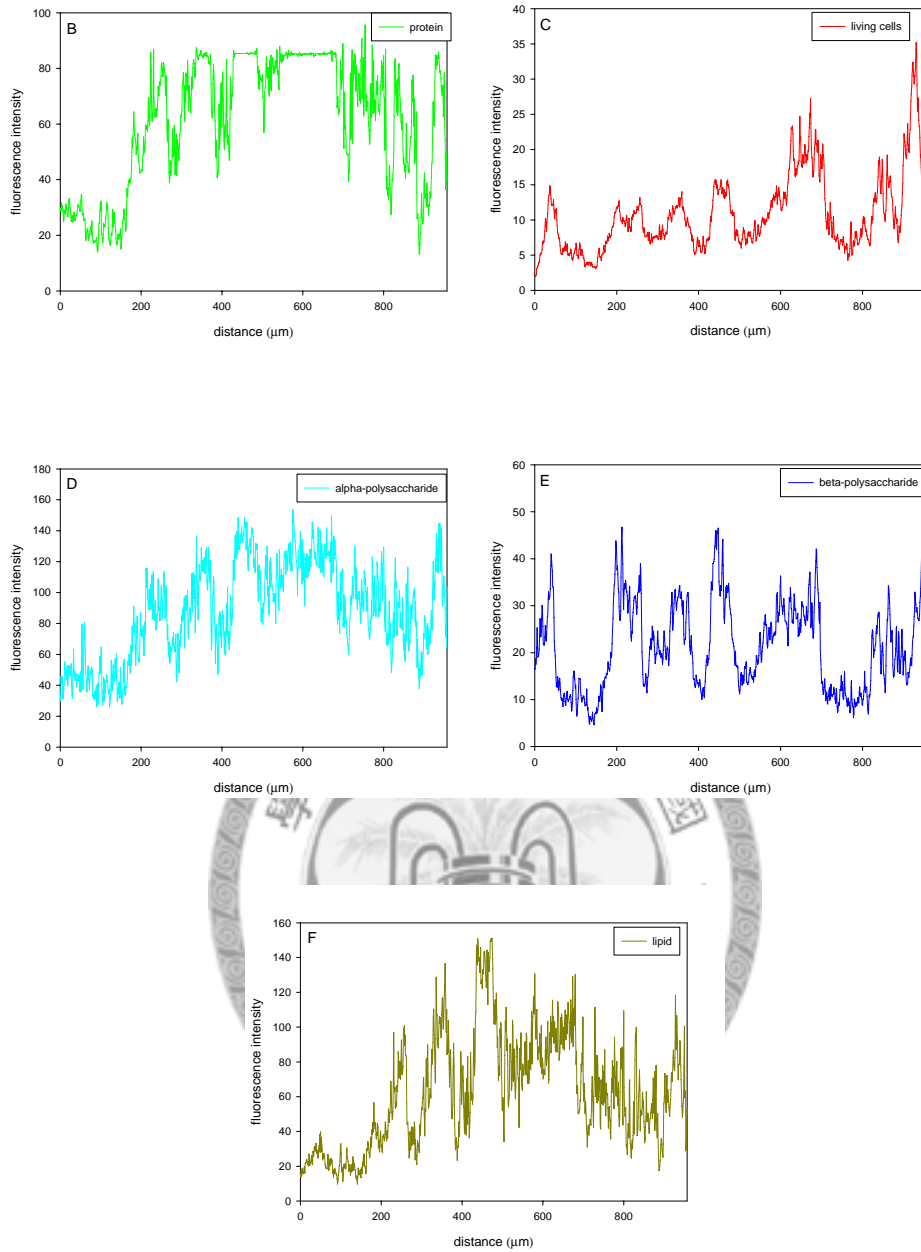 B
protein
fluorescence intensity
100
80
60
40
20
0
0 200 400 600 800
distance (μm)
C
living cells
fluorescence intensity
40
35
30
25
20
15
10
5
0
0 200 400 600 800
distance (μm)
D
alpha-polysaccharide
fluorescence intensity
180
160
140
120
100
80
60
40
20
0
0 200 400 600 800
distance (μm)
E
beta-polysaccharide
fluorescence intensity
60
50
40
30
20
10
0
0 200 400 600 800
distance (μm)
F
lipid
fluorescence intensity
160
140
120
100
80
60
40
20
0
0 200 400 600 800
distance (μm)